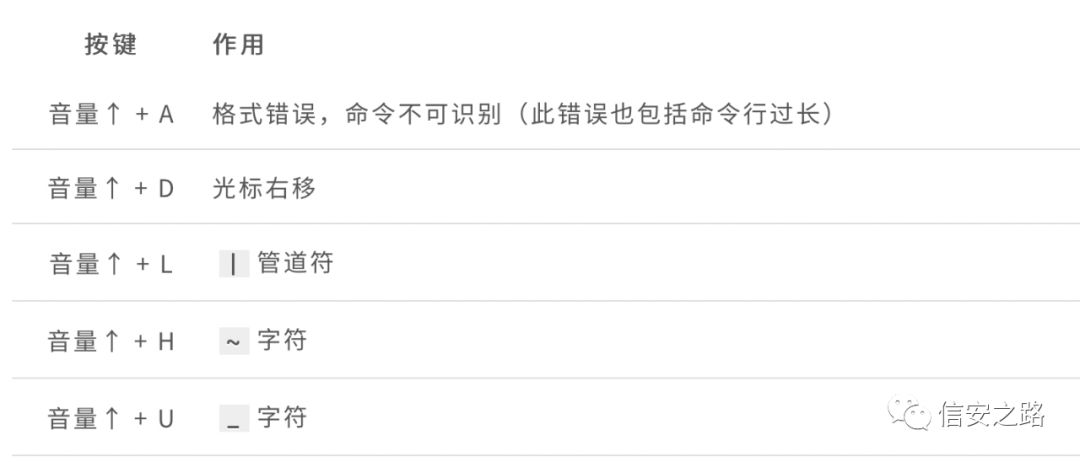 按键 作用
音量↑ + A 格式错误，命令不可识别（此错误也包括命令行过长）
音量↑ + D 光标右移
音量↑ + L | 管道符
音量↑ + H ~ 字符
音量↑ + U _ 字符
信安之路